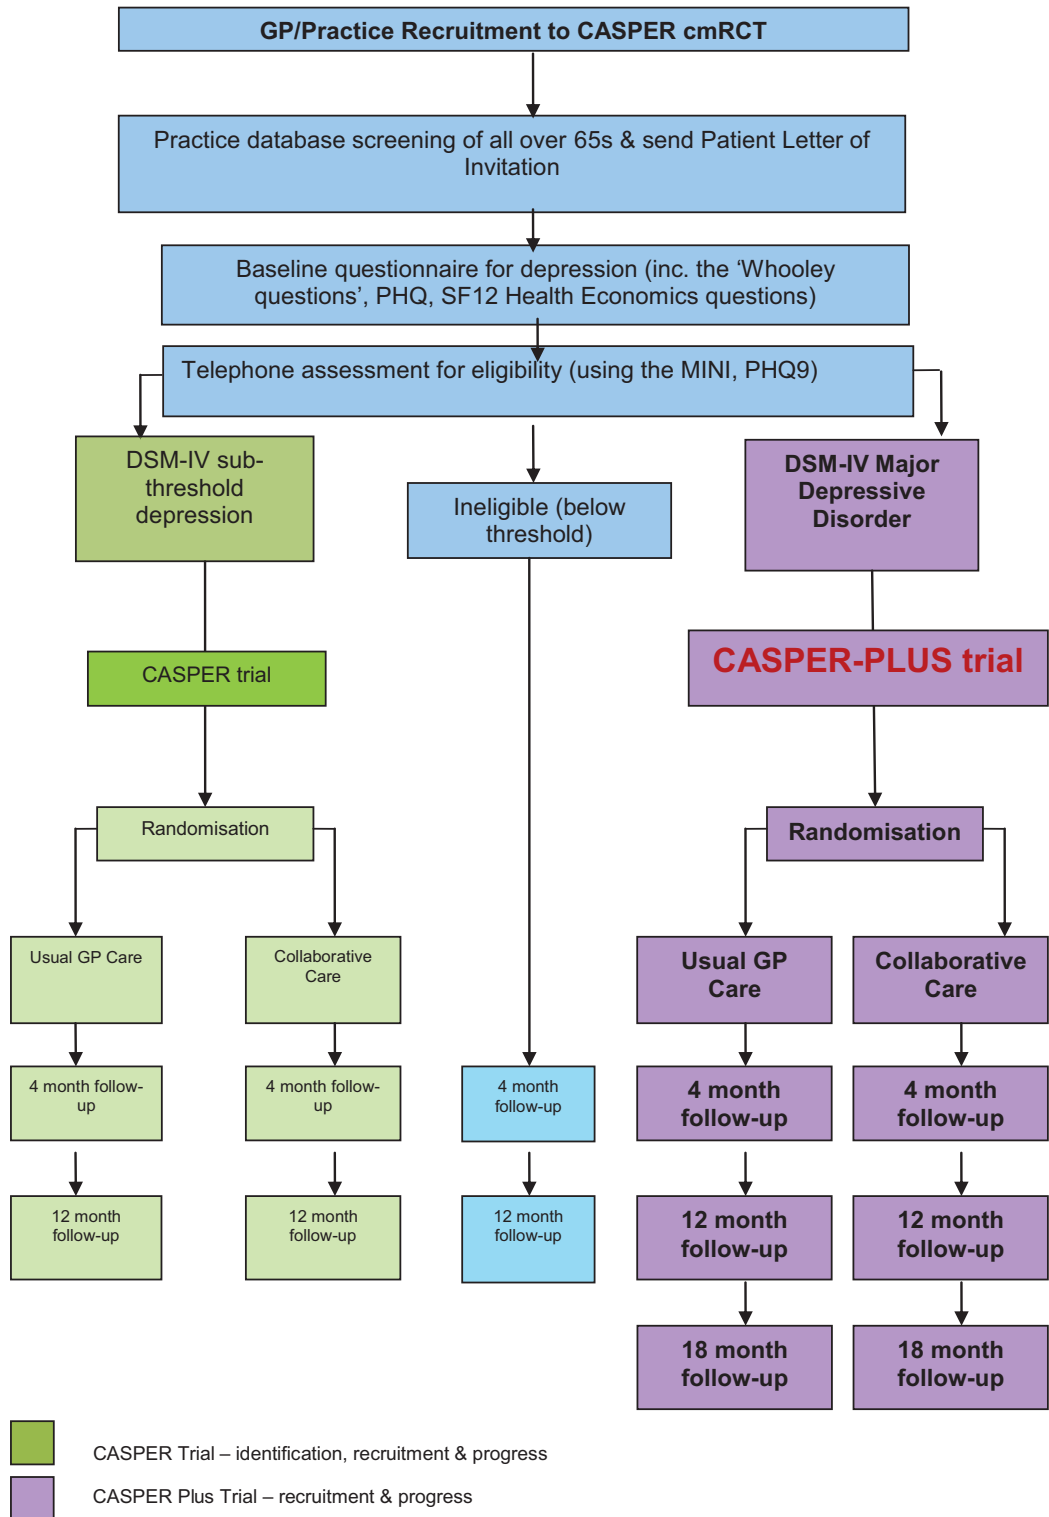 GP/Practice Recruitment to CASPER cmRCT
Practice database screening of all over 65s & send Patient Letter of
Invitation
Baseline questionnaire for depression (inc. the ‘Whooley
questions’, PHQ, SF12 Health Economics questions)
Telephone assessment for eligibility (using the MINI, PHQ9)
DSM-IV sub-
threshold
depression
Ineligible (below
threshold)
DSM-IV Major
Depressive
Disorder
CASPER trial
CASPER-PLUS trial
Randomisation
Randomisation
Usual GP Care
Collaborative
Care
Usual GP
Care
Collaborative
Care
4 month follow-
up
4 month follow-
up
4 month
follow-up
4 month
follow-up
4 month
follow-up
12 month
follow-up
12 month
follow-up
12 month
follow-up
12 month
follow-up
12 month
follow-up
18 month
follow-up
18 month
follow-up
CASPER Trial – identification, recruitment & progress
CASPER Plus Trial – recruitment & progress